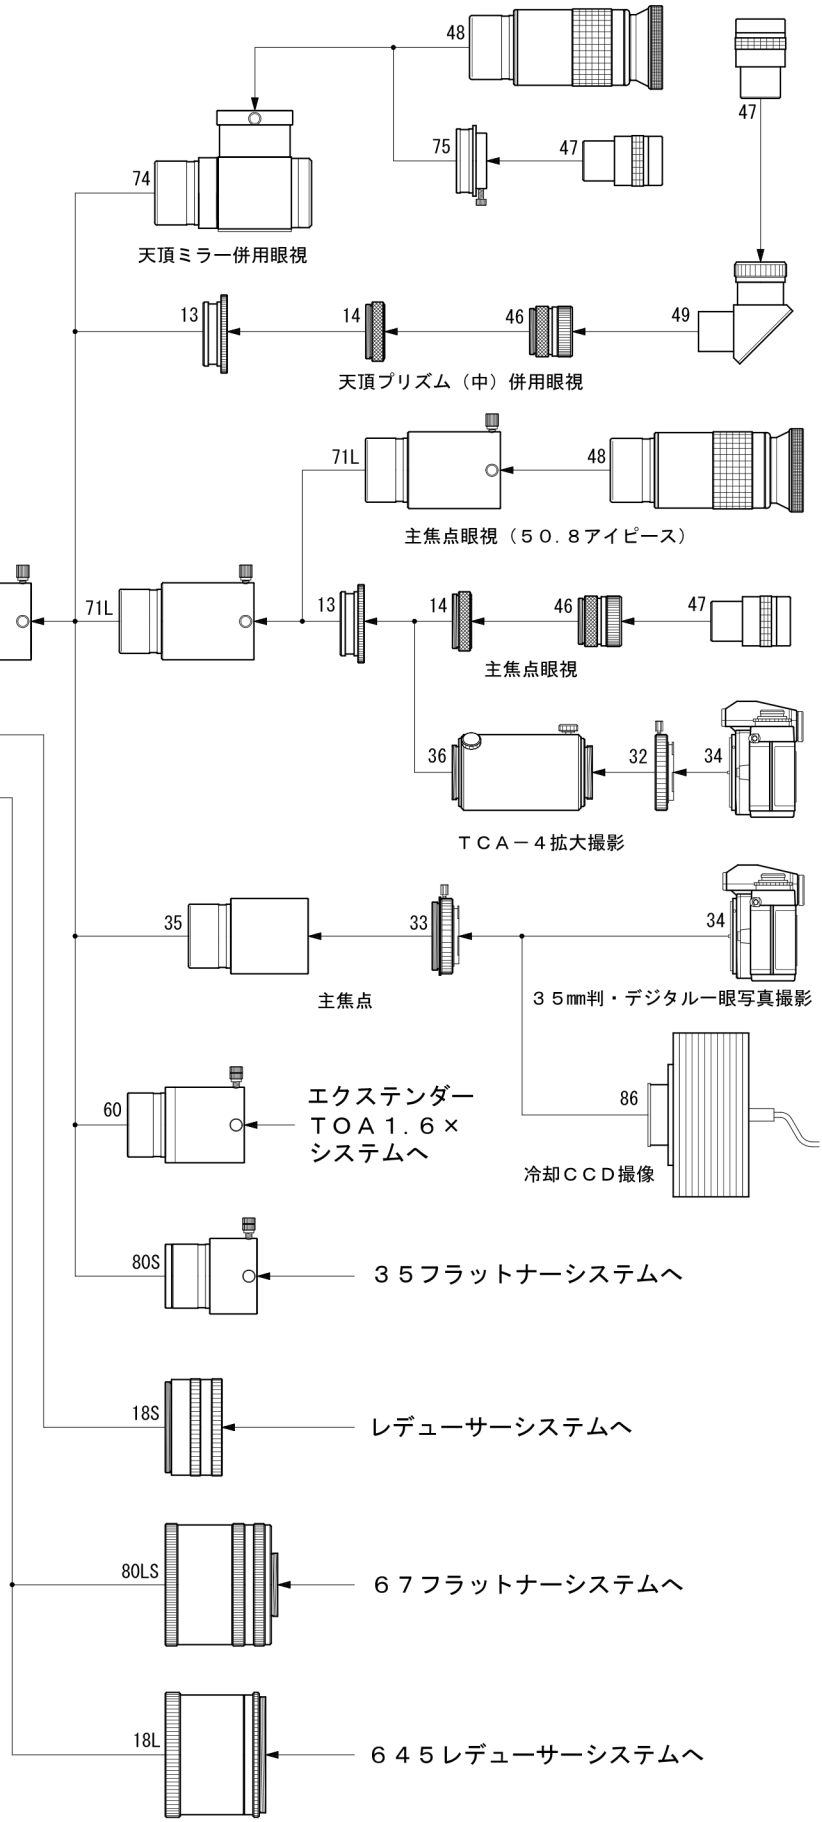 48
47
75
47
74
天頂ミラー併用眼視
13
14
46
49
天頂プリズム（中）併用眼視
71L
48
主焦点眼視（５０．８アイピース）
71L
13
14
46
47
主焦点眼視
36
32
34
ＴＣＡ－４拡大撮影
35
33
34
主焦点
３５㎜判・デジタル一眼写真撮影
60
エクステンダー
ＴＯＡ１．６×
システムへ
86
冷却ＣＣＤ撮像
80S
３５フラットナーシステムへ
18S
レデューサーシステムへ
80LS
６７フラットナーシステムへ
18L
６４５レデューサーシステムへ